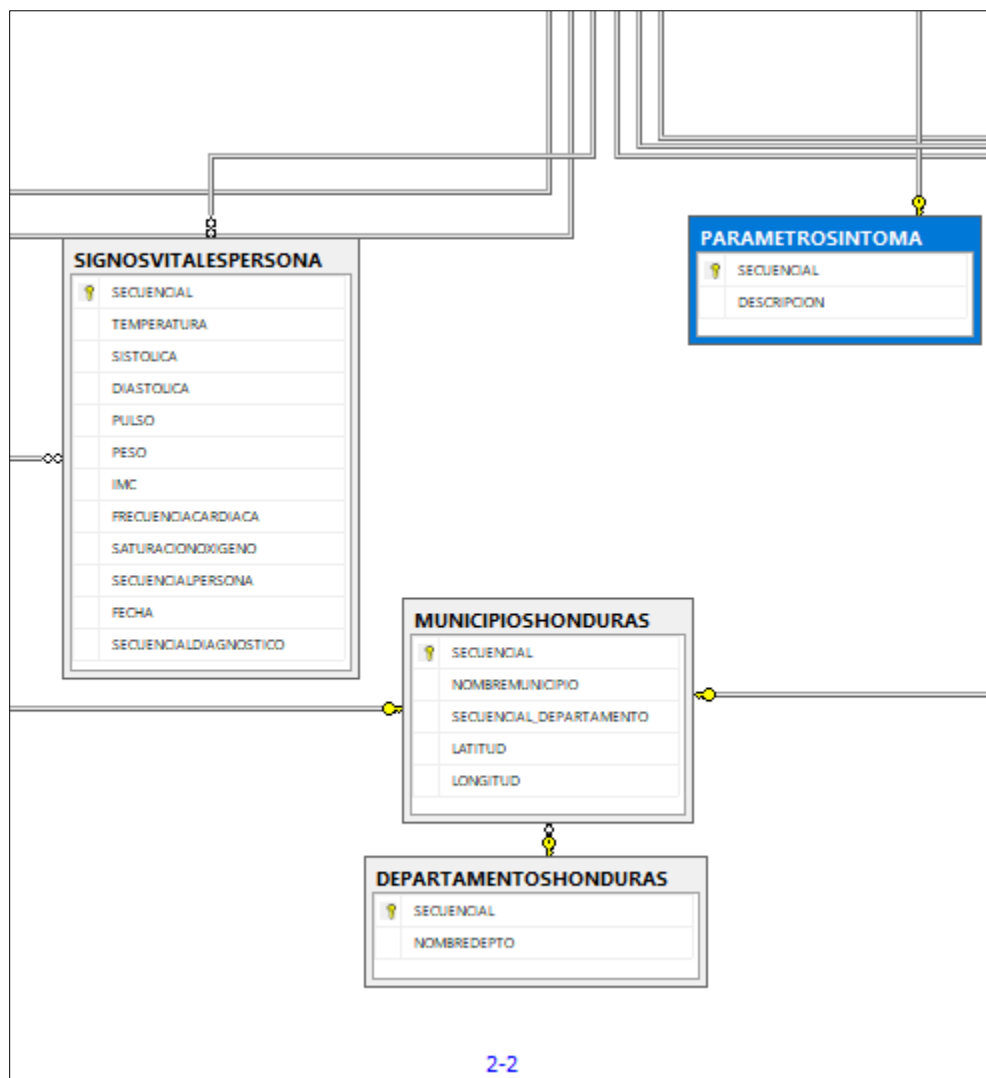 SIGNOSVITALESPERSONA
SECUENCIAL
TEMPERATURA
SISTOLICA
DIASTOLICA
PULSO
PESO
IMC
FRECUENCIACARDIACA
SATURACIONOXIGENO
SECUENCIALPERSONA
FECHA
SECUENCIALDIAGNOSTICO
PARAMETROSINTOMA
SECUENCIAL
DESCRIPCION
MUNICIPIOSHONDURAS
SECUENCIAL
NOMBREMUNICIPIO
SECUENCIAL_DEPARTAMENTO
LATITUD
LONGITUD
DEPARTAMENTOSHONDURAS
SECUENCIAL
NOMBREDEPTO
2-2